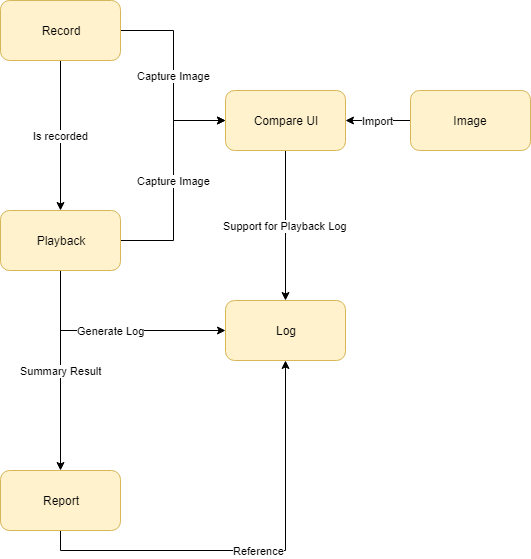 Record
Capture Image
Compare UI
Import
Image
Is recorded
Capture Image
Playback
Support for Playback Log
Generate Log
Log
Summary Result
Report
Reference